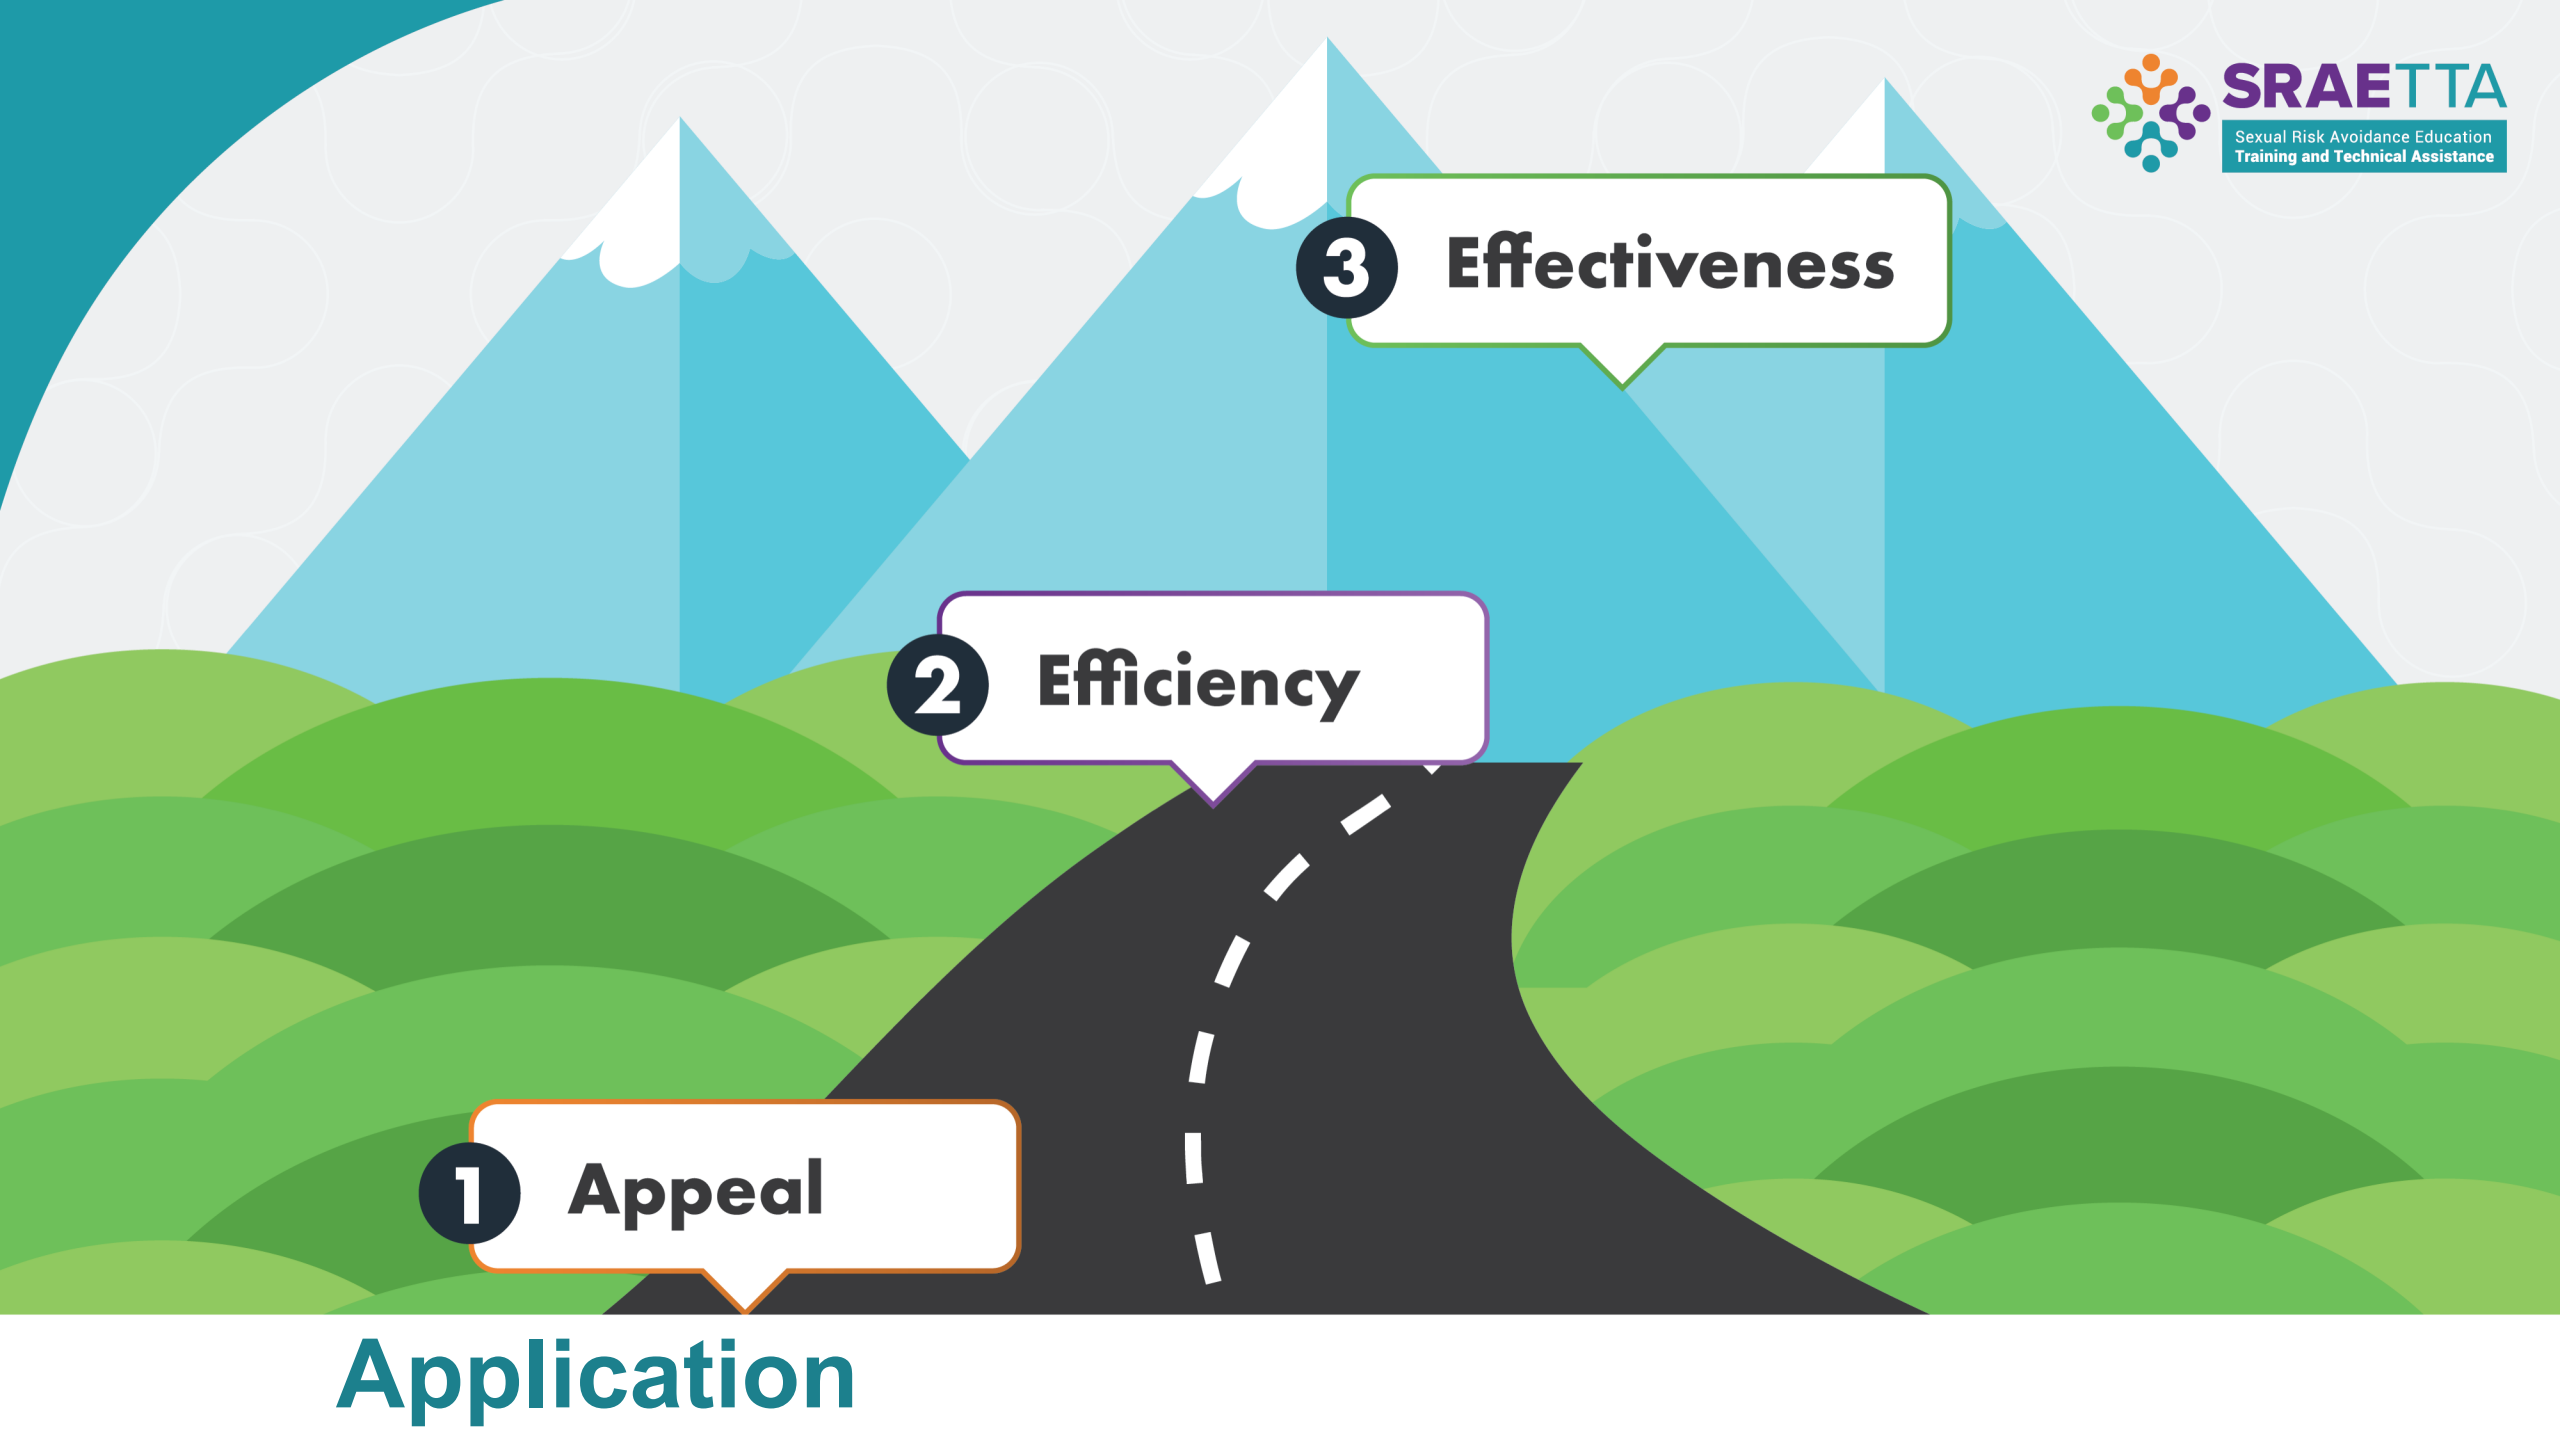 SRAETTA
Sexual Risk Avoidance Education
Training and Technical Assistance
3 Effectiveness
2 Efficiency
1 Appeal
Application